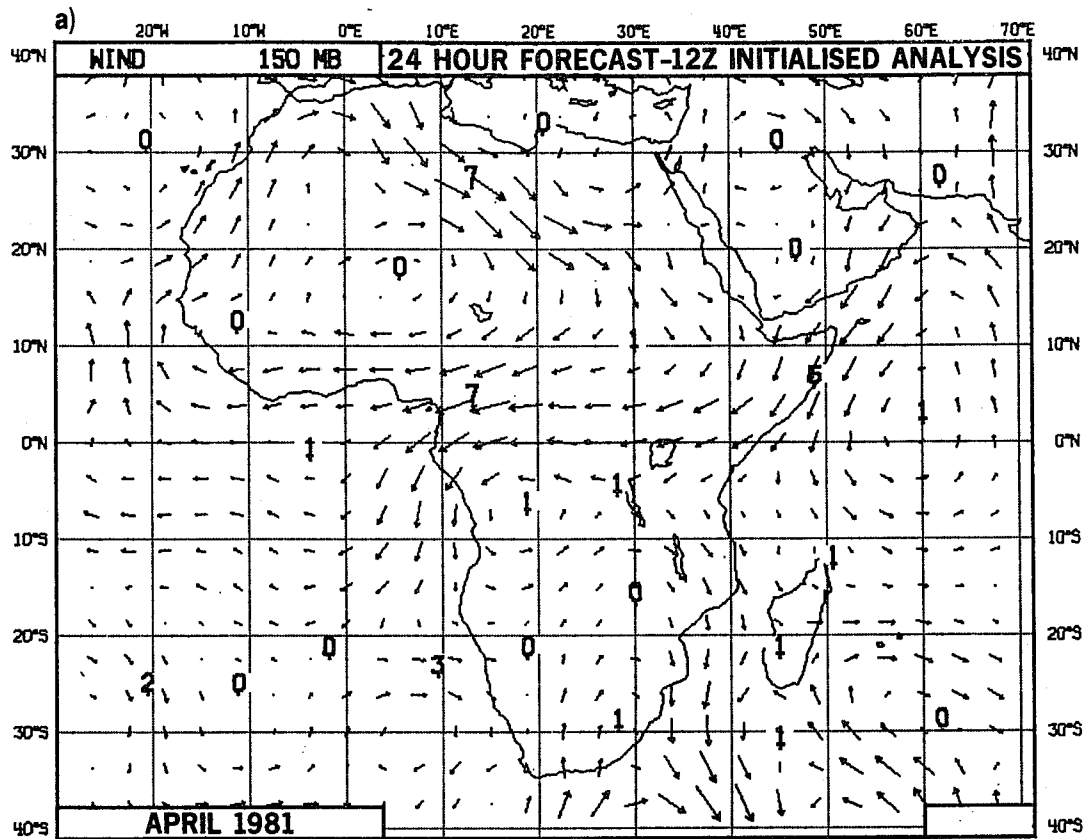 a)
20°W 10°W 0°E 10°E 20°E 30°E 40°E 50°E 60°E 70°E
40°N WIND 150 MB 24 HOUR FORECAST-12Z INITIALISED ANALYSIS 40°N
0 0 0
30°N 30°N
7 0
20°N 0 20°N
0
0
10°N 10°N
6
7 1
0°N 1 0°N
1
1
10°S 10°S
1
0
20°S 20°S
0 0 1
3
2 0
1 0
30°S 1 30°S
APRIL 1981
40°S 40°S